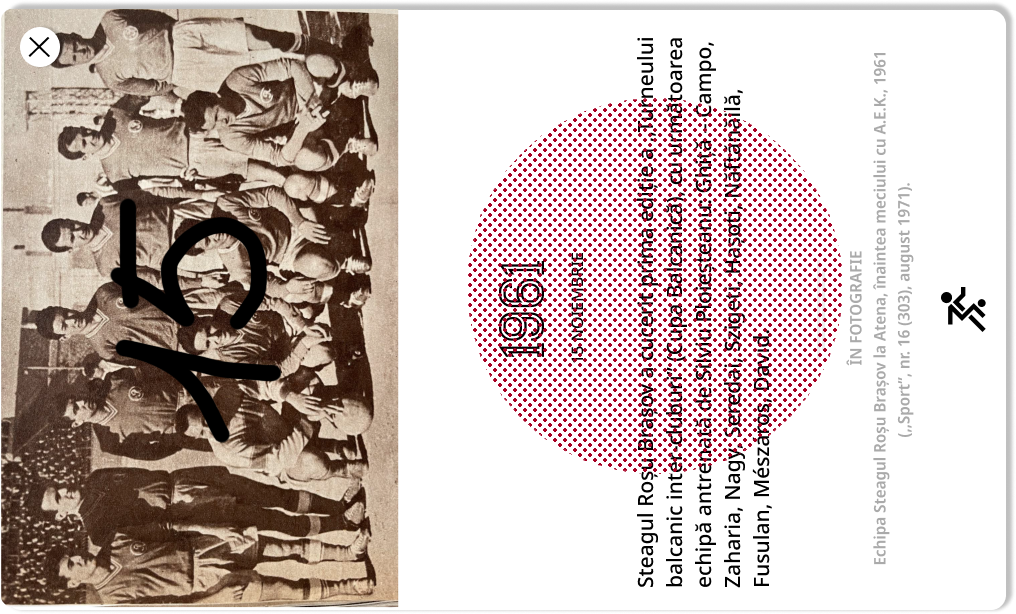 15
1961
15 NOIEMBRIE
Steagul Roșu Brașov a cucerit prima ediție a „Turneului
balcanic inter-cluburi” (Cupa Balcanică), cu următoarea
echipă antrenată de Silviu Ploieșteanu: Ghiță – Campo,
Zaharia, Nagy, Seredai, Szigeti, Hașoti, Năftănăilă,
Fusulan, Mészáros, David.
ÎN FOTOGRAFIE
Echipa Steagul Roșu Brașov la Atena, înaintea meciului cu A.E.K., 1961
(„Sport”, nr. 16 (303), august 1971).